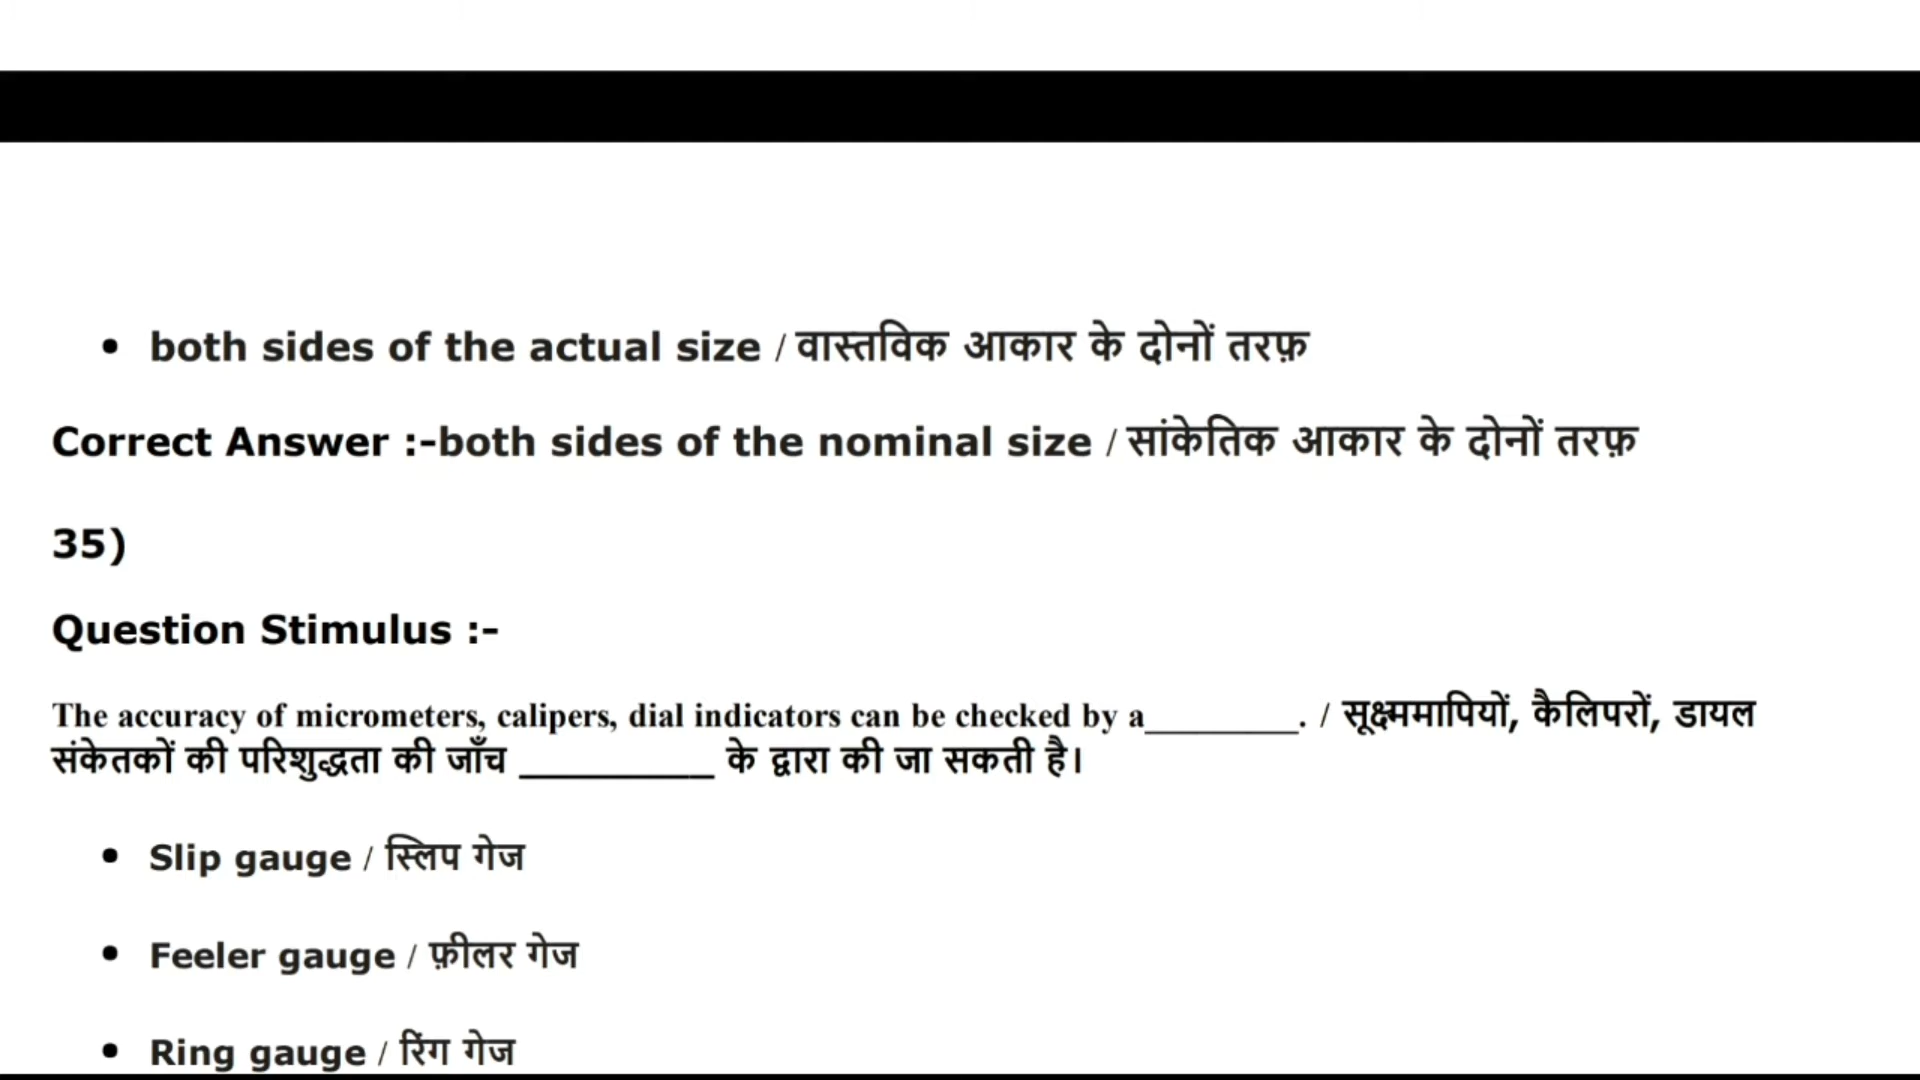 • both sides of the actual size / वास्तविक आकार के दोनों तरफ़
Correct Answer :-both sides of the nominal size / सांकेतिक आकार के दोनों तरफ़
35)
Question Stimulus :-
The accuracy of micrometers, calipers, dial indicators can be checked by a_________. / सूक्ष्ममापियों, कैलिपरों, डायल
संकेतकों की परिशुद्धता की जाँच _________ के द्वारा की जा सकती है।
• Slip gauge / स्लिप गेज
• Feeler gauge / फ़ीलर गेज
• Ring gauge / रिंग गेज